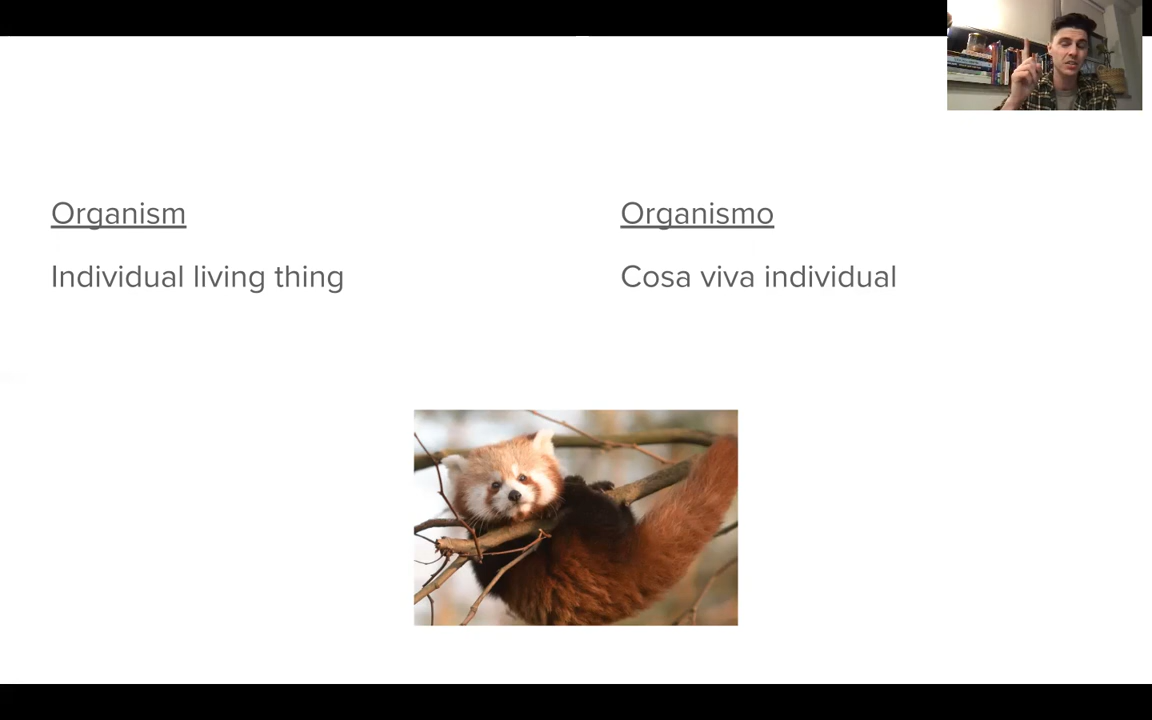 Organism
Individual living thing
Organismo
Cosa viva individual